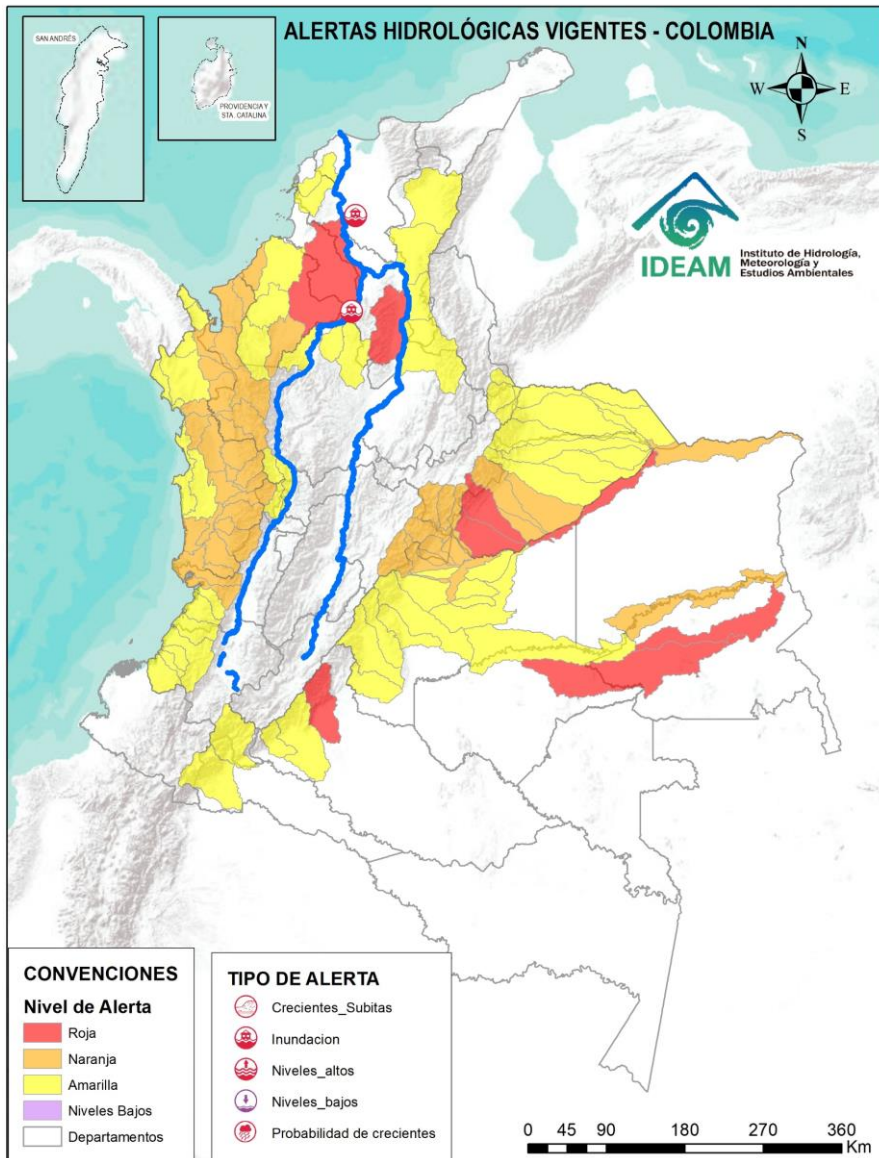 ALERTAS HIDROLÓGICAS VIGENTES - COLOMBIA
SAN ANDRÉS
PROVIDENCIA Y
STA. CATALINA
N
W
E
S
IDEAM
Instituto de Hidrología,
Meteorología y
Estudios Ambientales
CONVENCIONES
Nivel de Alerta
Roja
Naranja
Amarilla
Niveles Bajos
Departamentos
TIPO DE ALERTA
Crecientes_Subitas
Inundacion
Niveles_altos
Niveles_bajos
Probabilidad de crecientes
0 45 90 180 270 360
Km